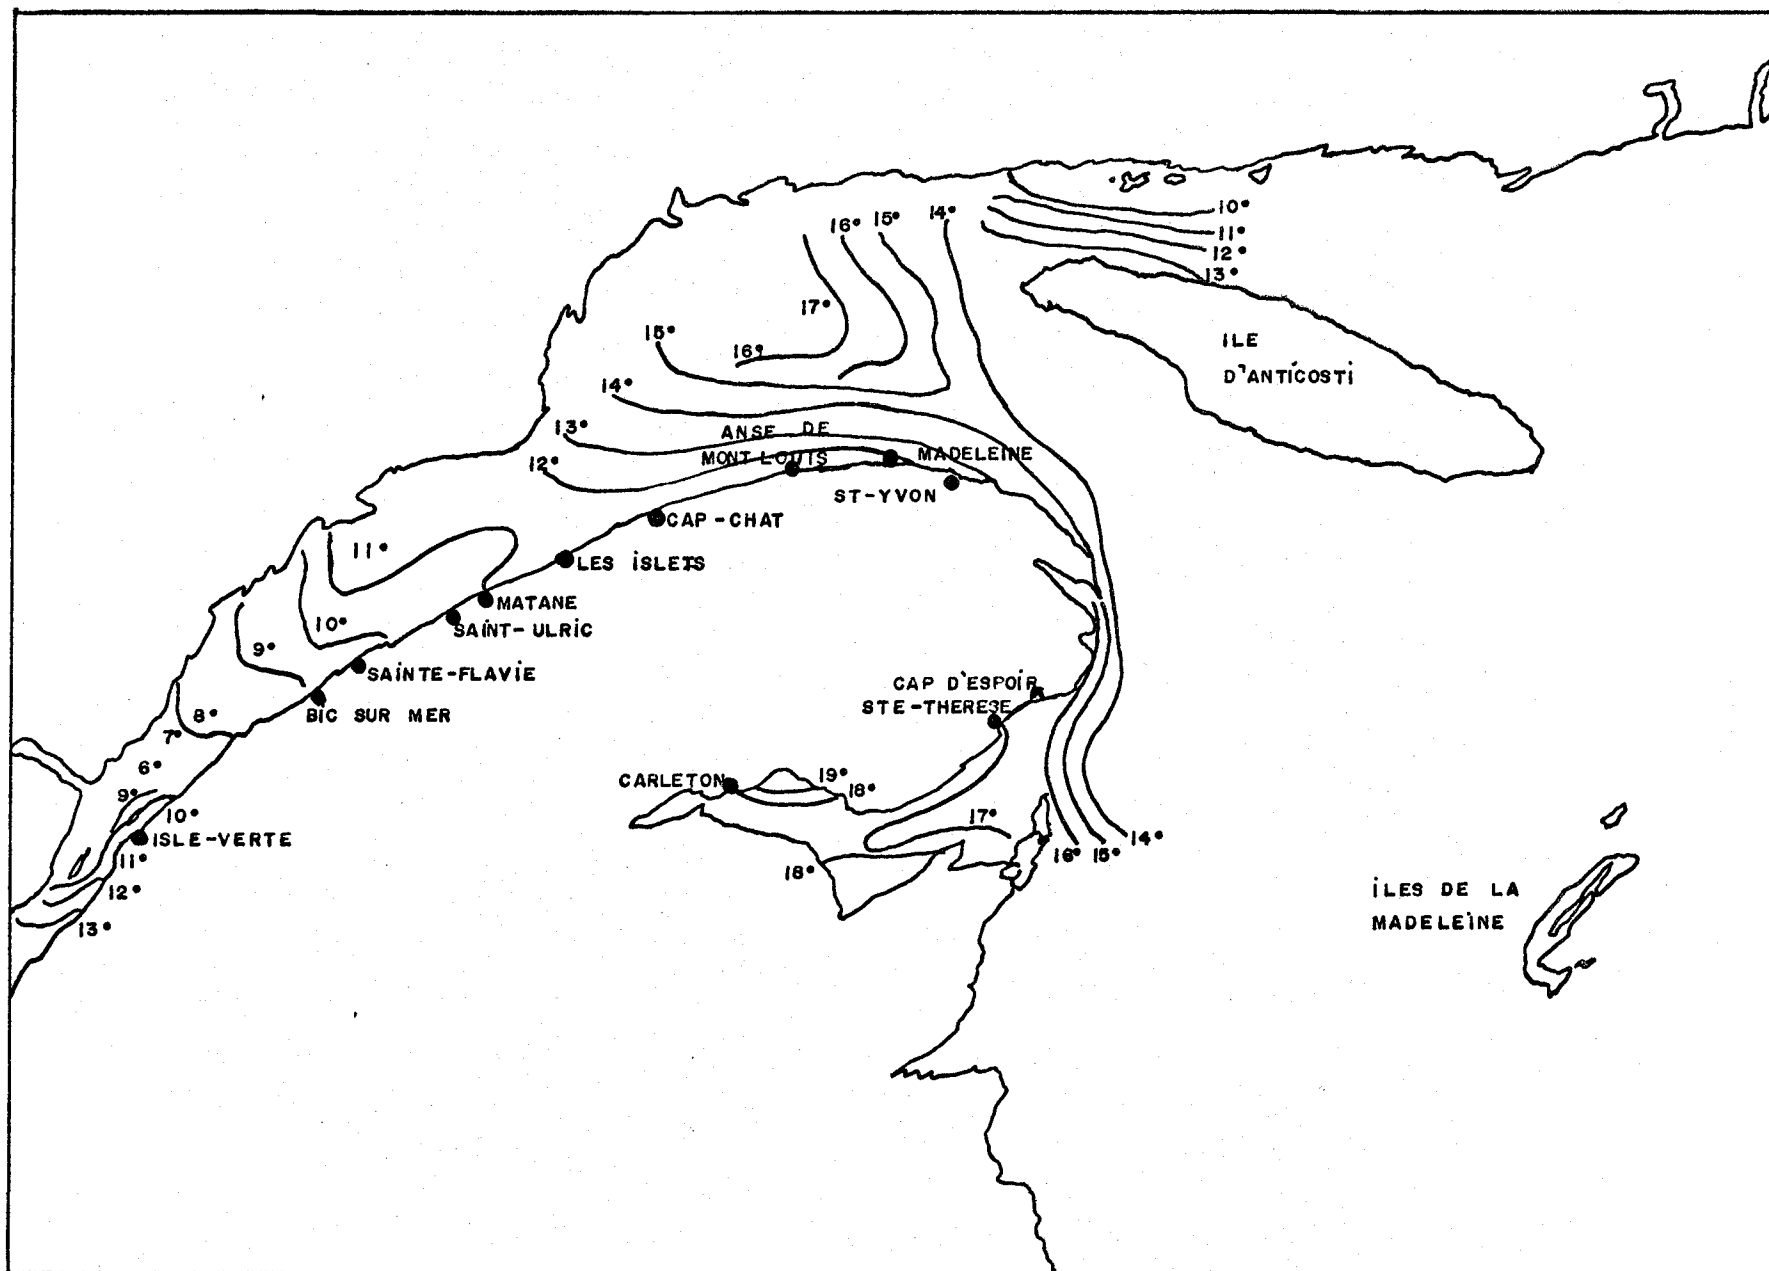 10°
16° 15° 14°
11°
12°
13°
17°
15°
16°
ILE
D'ANTICOSTI
14°
13°
ANSE DE
MONT LOUIS
MADELEINE
12°
ST-YVON
CAP-CHAT
11°
LES ISLETS
MATANE
10°
SAINT-ULRIC
9°
SAINTE-FLAVIE
CAP D'ESPOIR
STE-THERESE
8°
BIC SUR MER
7°
6°
CARLETON
19°
18°
9°
10°
17°
ISLE-VERTE
14°
16° 15°
11°
18°
12°
ILES DE LA
MADELEINE
13°